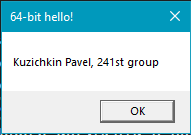 64-bit hello!
Kuzichkin Pavel, 241st group
OK